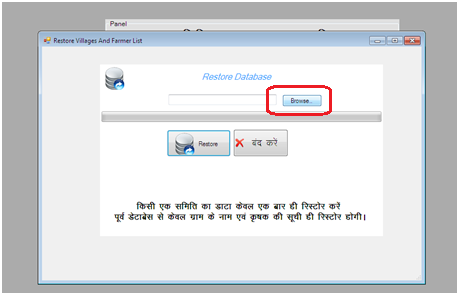 Panel
Restore Villages And Farmer List
Restore Database
Browse...
Restore
बंद करें
किसी एक समिति का डाटा केवल एक बार ही रिस्टोर करें
पूर्व डेटाबेस से केवल ग्राम के नाम एवं कृषक की सूची ही रिस्टोर होगी।